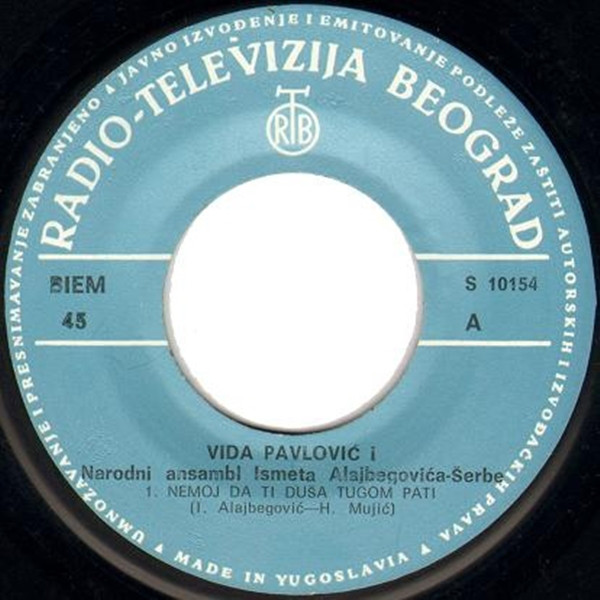 UMNOŽAVANJE I PRESNIMAVANJE ZABRANJENO ▲ JAVNO IZVOĐENJE I EMITOVANJE PODLEŽE ZAŠTITI AUTORSKIH I IZVOĐAČKIH PRAVA ▲ MADE IN YUGOSLAVIA ▲
RADIO-TELEVIZIJA BEOGRAD
RTB
BIEM
45
S 10154
A
VIDA PAVLOVIĆ i
Narodni ansambl Ismeta Alajbegovića-Šerbe
1. NEMOJ DA TI DUŠA TUGOM PATI
(I. Alajbegović—H. Mujić)